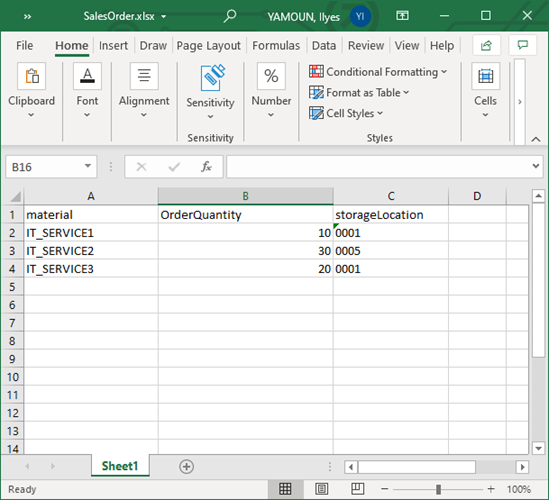 SalesOrder.xlsx
YAMOUN, Ilyes
YI
File Home Insert Draw Page Layout Formulas Data Review View Help
Clipboard
Font
Alignment
Sensitivity
Number
Conditional Formatting
Format as Table
Cell Styles
Cells
Sensitivity
Styles
B16
fx
A B C D
1 material OrderQuantity storageLocation
2 IT_SERVICE1 10 0001
3 IT_SERVICE2 30 0005
4 IT_SERVICE3 20 0001
5
6
7
8
9
10
11
12
13
14
Sheet1
Ready
100%